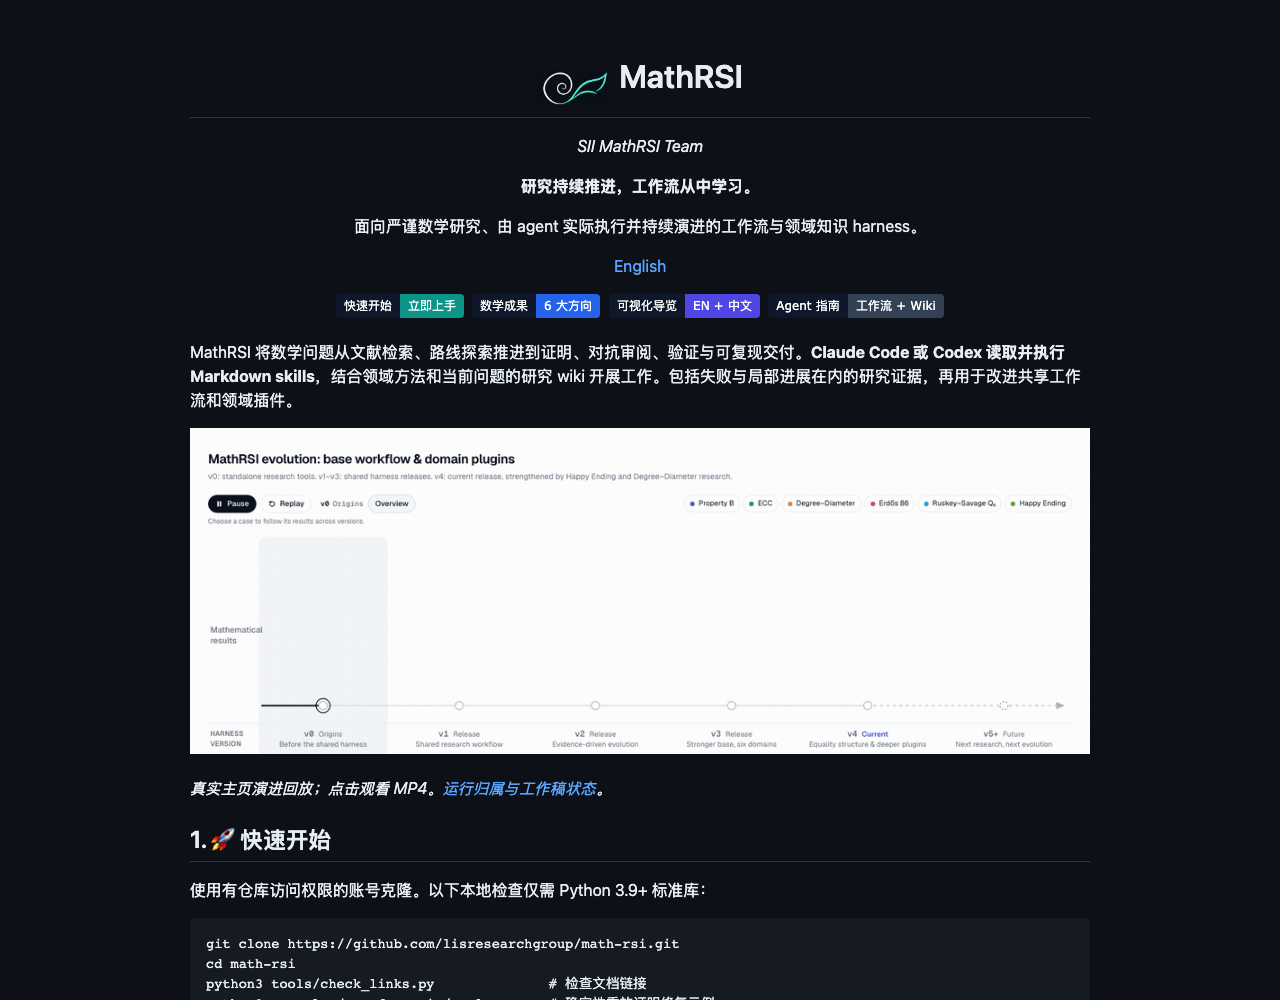 MathRSI
SII MathRSI Team
研究持续推进，工作流从中学习。
面向严谨数学研究、由 agent 实际执行并持续演进的工作流与领域知识 harness。
English
快速开始 立即上手 数学成果 6 大方向 可视化导览 EN + 中文 Agent 指南 工作流 + Wiki
MathRSI 将数学问题从文献检索、路线探索推进到证明、对抗审阅、验证与可复现交付。Claude Code 或 Codex 读取并执行
Markdown skills，结合领域方法和当前问题的研究 wiki 开展工作。包括失败与局部进展在内的研究证据，再用于改进共享工作
流和领域插件。
MathRSI evolution: base workflow & domain plugins
v0: standalone research tools. v1–v3: shared harness releases. v4: current release, strengthened by Happy Ending and Degree–Diameter research.
Pause Replay v0 Origins Overview Property B ECC Degree–Diameter Erdős 86 Ruskey–Savage Q₆ Happy Ending
Choose a case to follow its results across versions.
Mathematical
results
HARNESS
VERSION
v0 Origins
Before the shared harness
v1 Release
Shared research workflow
v2 Release
Evidence-driven evolution
v3 Release
Stronger base, six domains
v4 Current
Equality structure & deeper plugins
v5+ Future
Next research, next evolution
真实主页演进回放；点击观看 MP4。运行归属与工作稿状态。
1.🚀 快速开始
使用有仓库访问权限的账号克隆。以下本地检查仅需 Python 3.9+ 标准库：
git clone https://github.com/lisresearchgroup/math-rsi.git
cd math-rsi
python3 tools/check_links.py # 检查文档链接